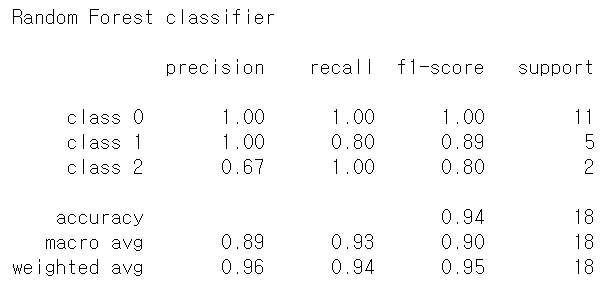 Random Forest classifier
precision recall f1-score support
class 0 1.00 1.00 1.00 11
class 1 1.00 0.80 0.89 5
class 2 0.67 1.00 0.80 2
accuracy 0.94 18
macro avg 0.89 0.93 0.90 18
weighted avg 0.96 0.94 0.95 18